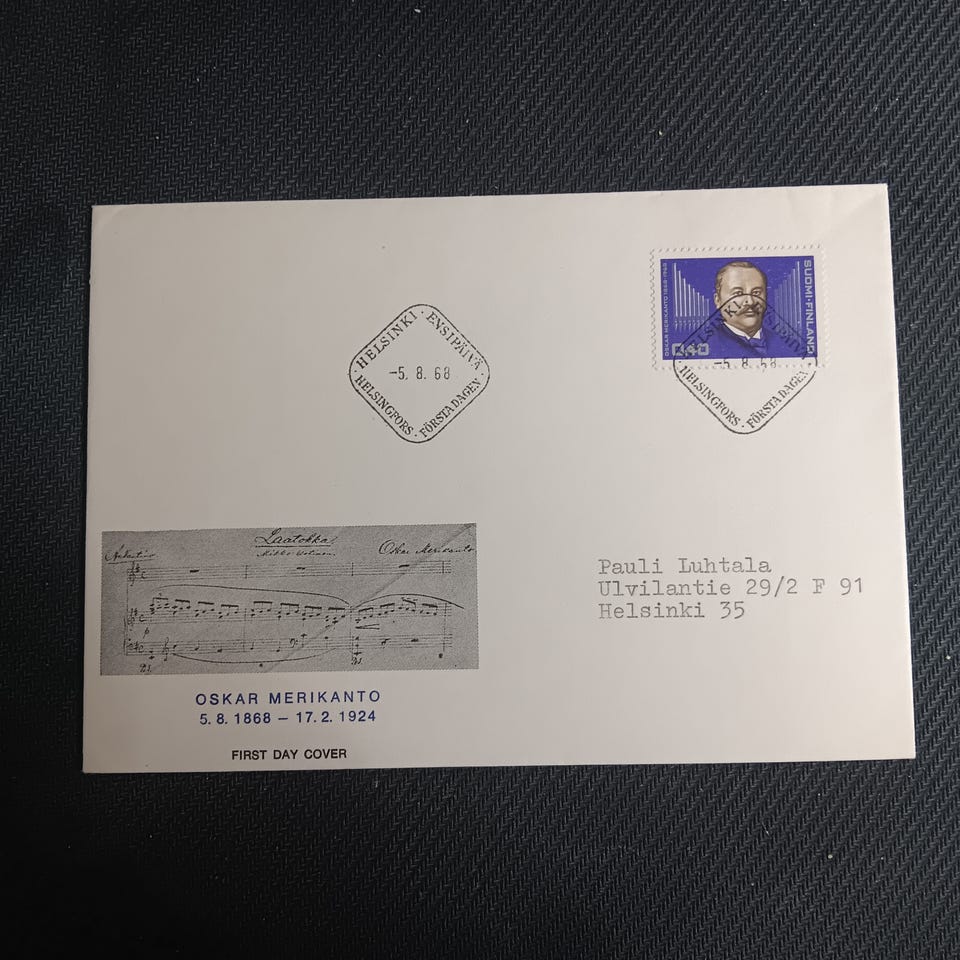 OSKAR MERIKANTO 1868-1968
SUOMI-FINLAND
0,40
HELSINKI · ENSIPÄIVÄ
-5. 8. 68
HELSINGFORS · FÖRSTA DAGEN
HELSINKI · ENSIPÄIVÄ
-5. 8. 68
HELSINGFORS · FÖRSTA DAGEN
Laatokka
Oskar Merikanto
Pauli Luhtala
Ulvilantie 29/2 F 91
Helsinki 35
OSKAR MERIKANTO
5. 8. 1868 – 17. 2. 1924
FIRST DAY COVER